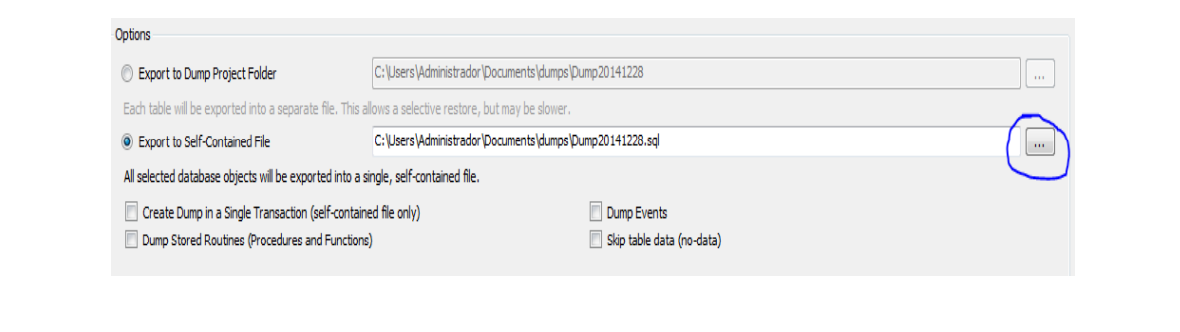 Options
Export to Dump Project Folder C:\Users\Administrador\Documents\dumps\Dump20141228 ...
Each table will be exported into a separate file. This allows a selective restore, but may be slower.
Export to Self-Contained File C:\Users\Administrador\Documents\dumps\Dump20141228.sql ...
All selected database objects will be exported into a single, self-contained file.
Create Dump in a Single Transaction (self-contained file only) Dump Events
Dump Stored Routines (Procedures and Functions) Skip table data (no-data)